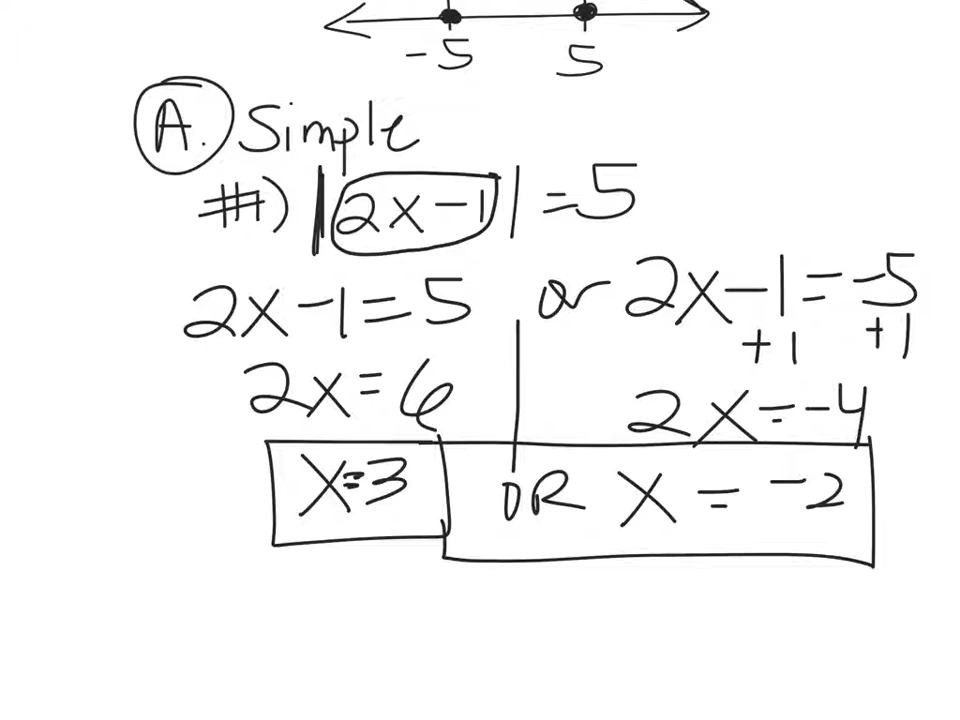 -5 5
A. Simple
#1) |2x-1| = 5
2x-1=5 or 2x-1=-5
+1 +1
2x=6 2x=-4
x=3 OR x=-2